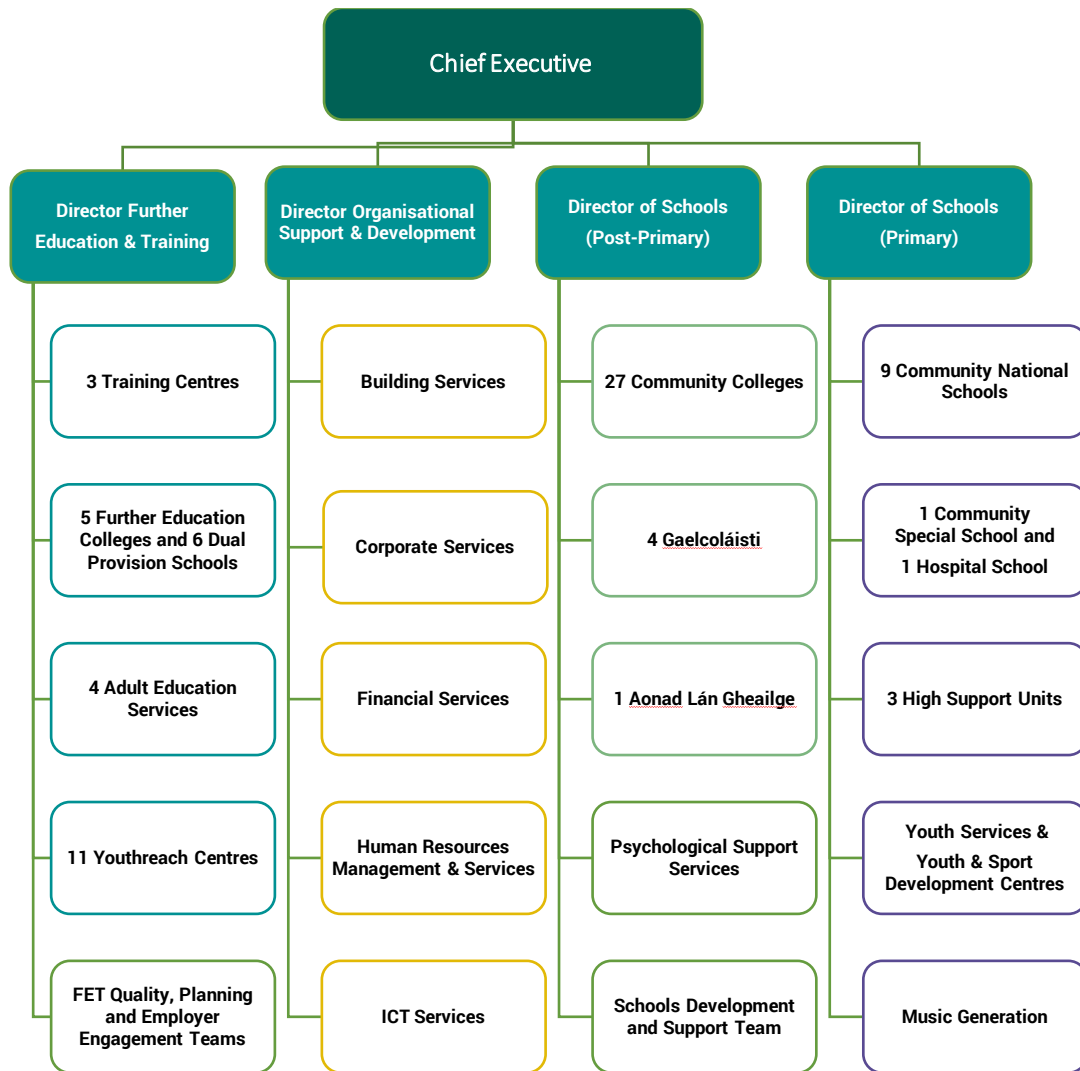 Chief Executive
Director Further
Education & Training
Director Organisational
Support & Development
Director of Schools
(Post-Primary)
Director of Schools
(Primary)
3 Training Centres
5 Further Education
Colleges and 6 Dual
Provision Schools
4 Adult Education
Services
11 Youthreach Centres
FET Quality, Planning
and Employer
Engagement Teams
Building Services
Corporate Services
Financial Services
Human Resources
Management & Services
ICT Services
27 Community Colleges
4 Gaelcoláisti
1 Aonad Lán Gheailge
Psychological Support
Services
Schools Development
and Support Team
9 Community National
Schools
1 Community
Special School and
1 Hospital School
3 High Support Units
Youth Services &
Youth & Sport
Development Centres
Music Generation